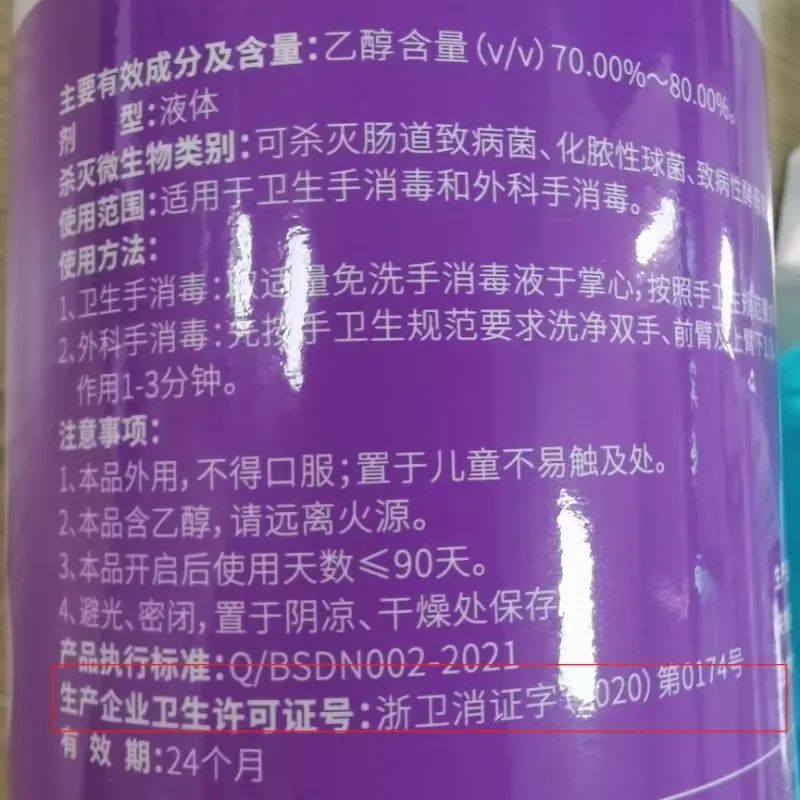 主要有效成分及含量：乙醇含量（v/v）70.00%～80.00%。
剂 型：液体
杀灭微生物类别：可杀灭肠道致病菌、化脓性球菌、致病性酵母
使用范围：适用于卫生手消毒和外科手消毒。
使用方法：
1、卫生手消毒：取适量免洗手消毒液于掌心；按照手卫生规范要
2、外科手消毒：先按手卫生规范要求洗净双手、前臂及上臂下
作用1-3分钟。
注意事项：
1、本品外用，不得口服；置于儿童不易触及处。
2、本品含乙醇，请远离火源。
3、本品开启后使用天数≤90天。
4、避光、密闭，置于阴凉、干燥处保存
产品执行标准：Q/BSDN002-2021
生产企业卫生许可证号：浙卫消证字（2020）第0174号
有 效 期：24个月